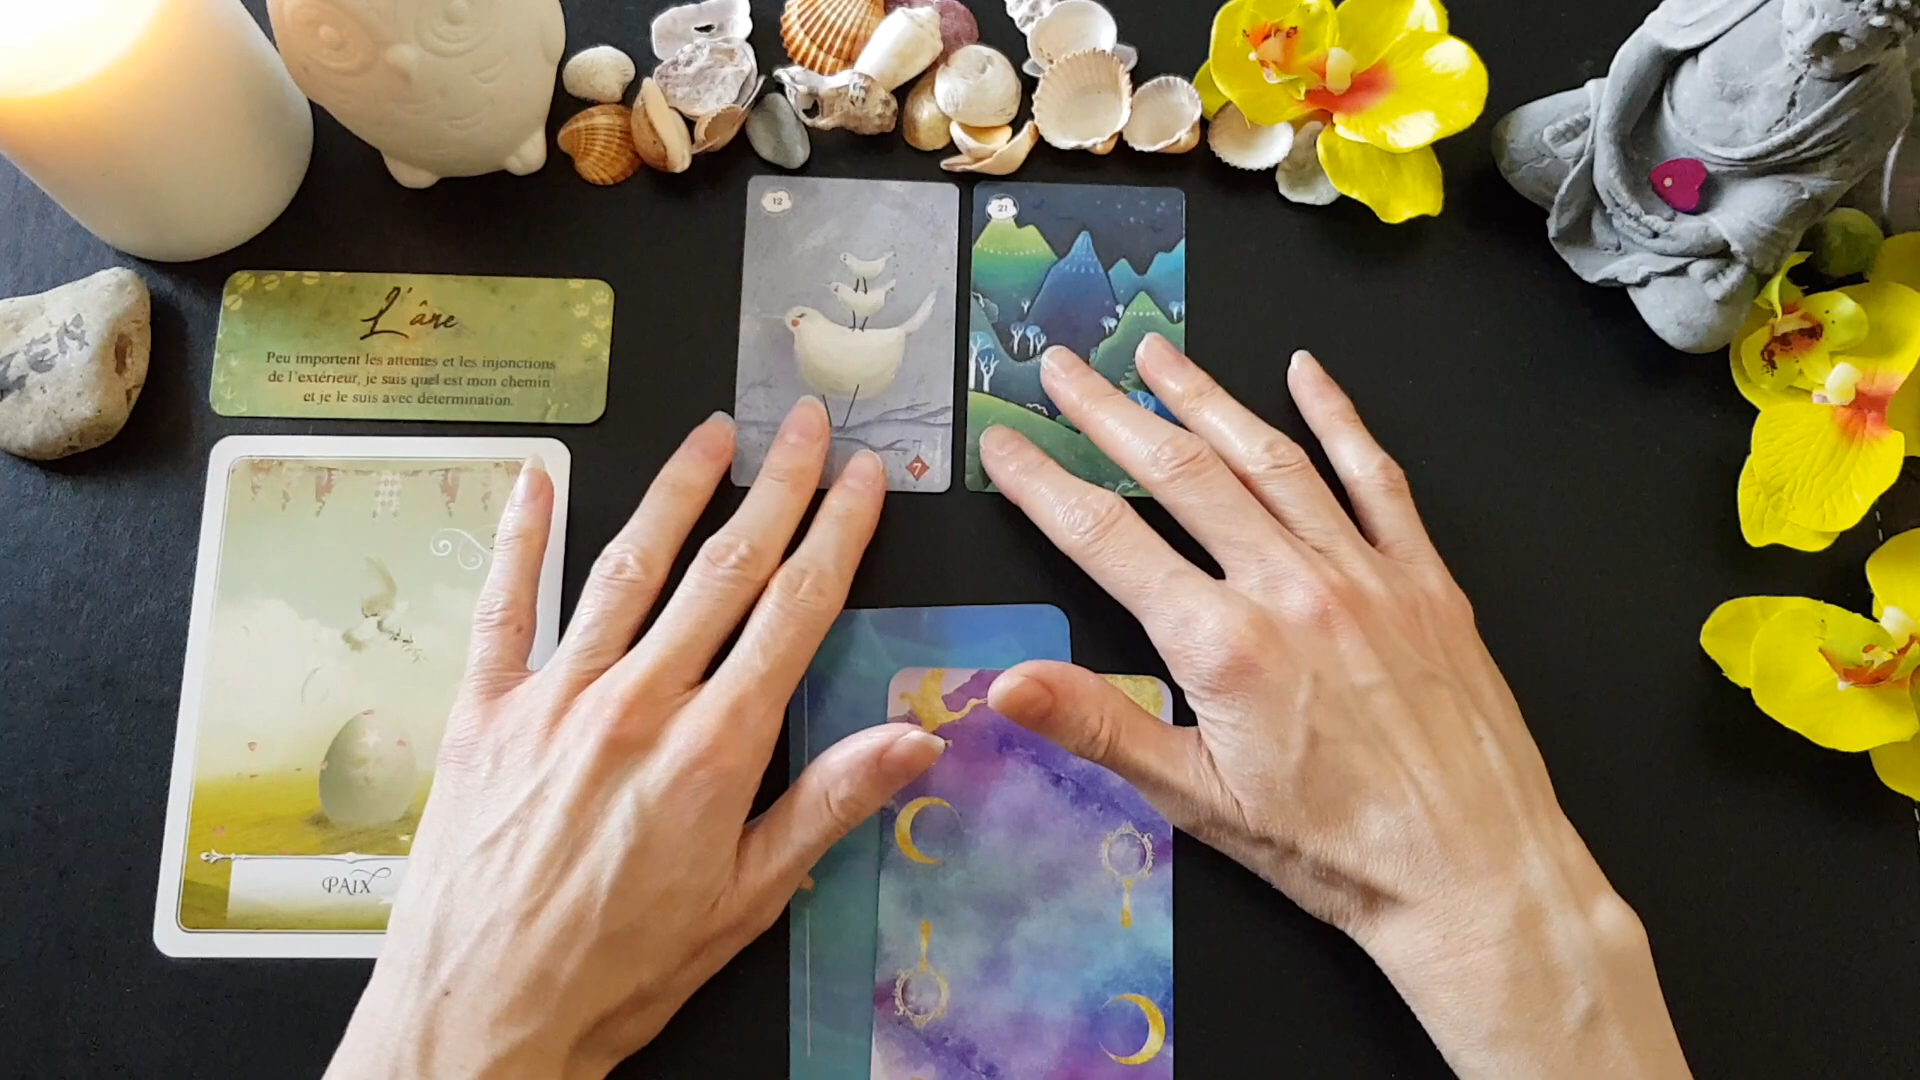 ZEN
L'âne
Peu importent les attentes et les injonctions
de l'extérieur, je sais quel est mon chemin
et je le suis avec détermination.
12
7
21
PAIX